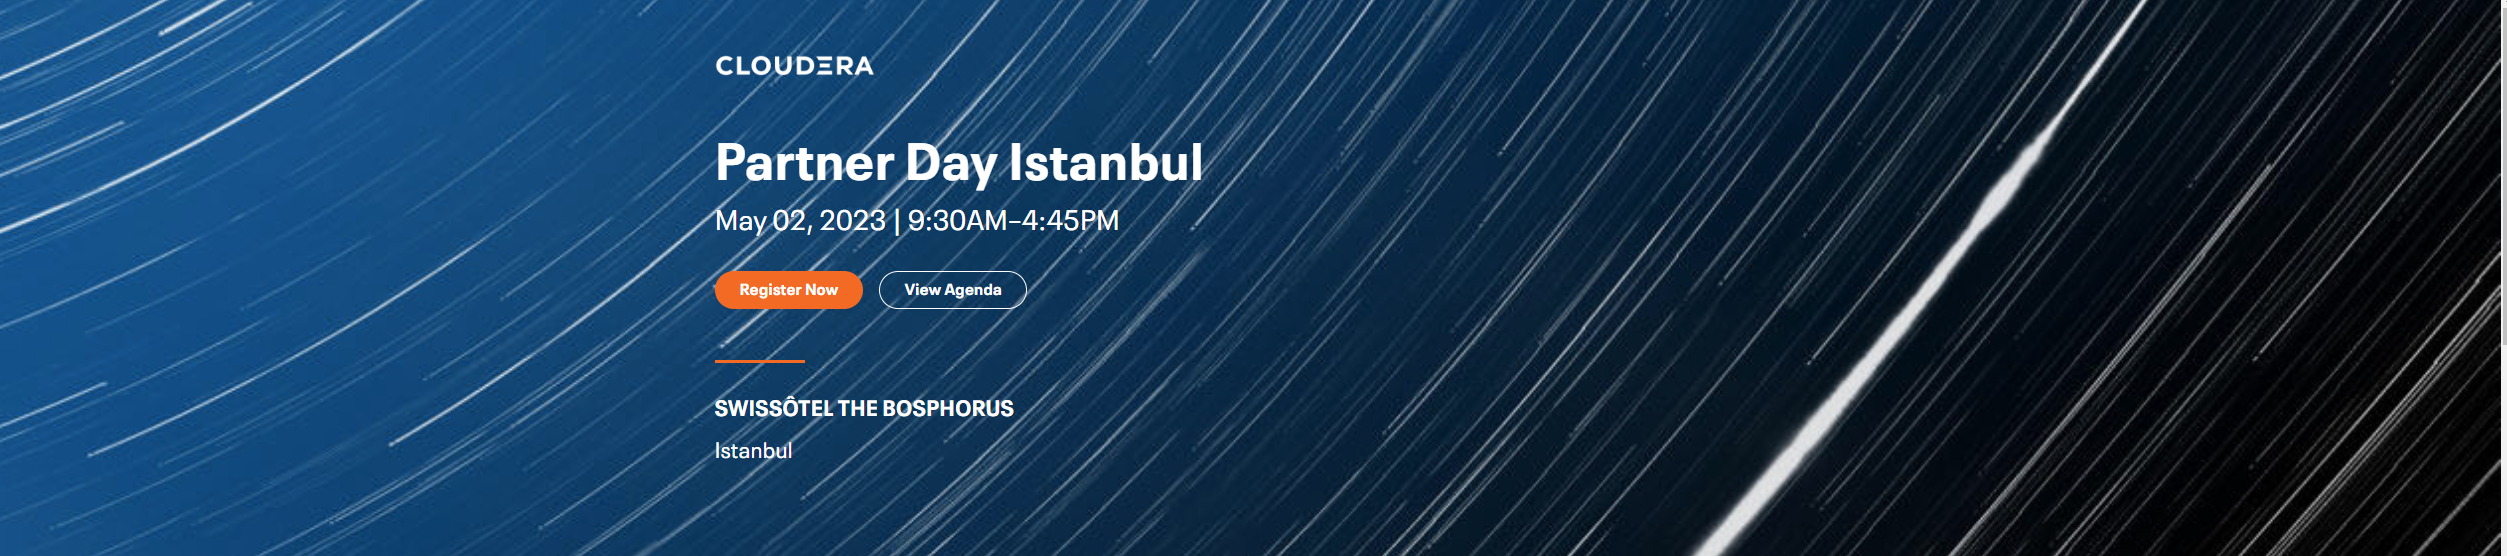 CLOUDERA
Partner Day Istanbul
May 02, 2023 | 9:30AM–4:45PM
Register Now View Agenda
SWISSÔTEL THE BOSPHORUS
Istanbul